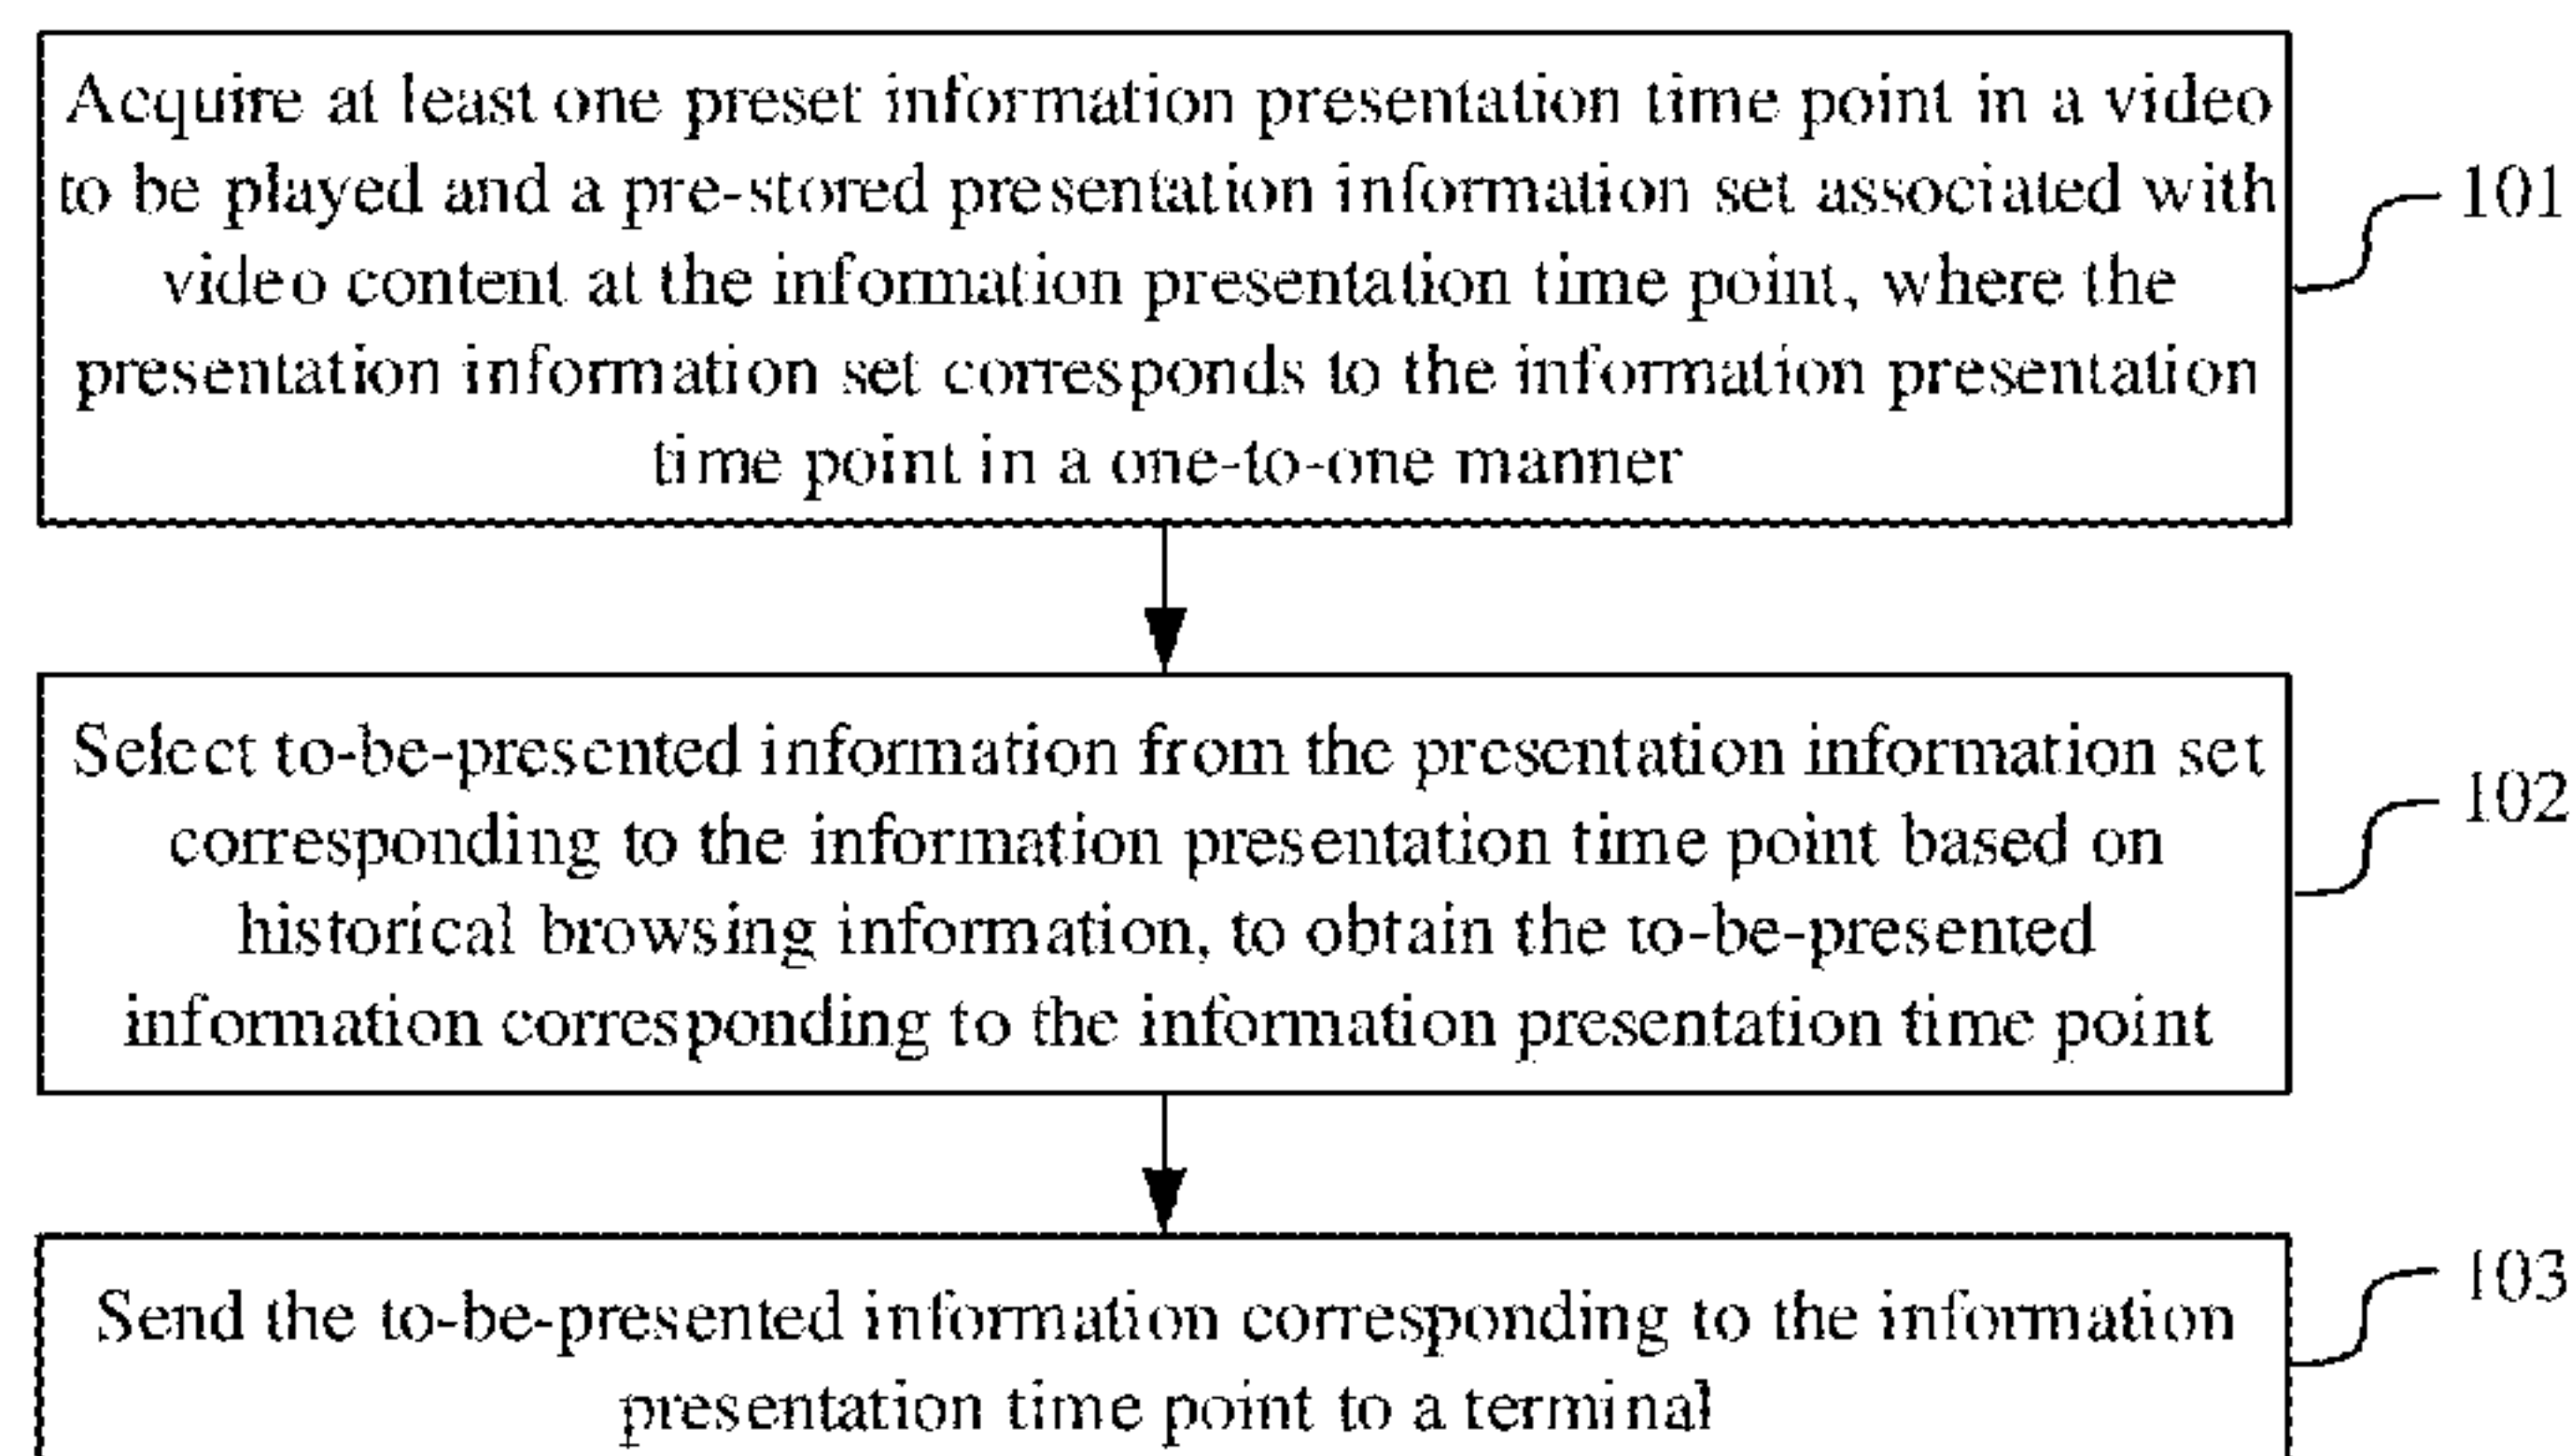 Acquire at least one preset information presentation time point in a video
to be played and a pre-stored presentation information set associated with
video content at the information presentation time point, where the
presentation information set corresponds to the information presentation
time point in a one-to-one manner
101
Select to-be-presented information from the presentation information set
corresponding to the information presentation time point based on
historical browsing information, to obtain the to-be-presented
information corresponding to the information presentation time point
102
Send the to-be-presented information corresponding to the information
presentation time point to a terminal
103